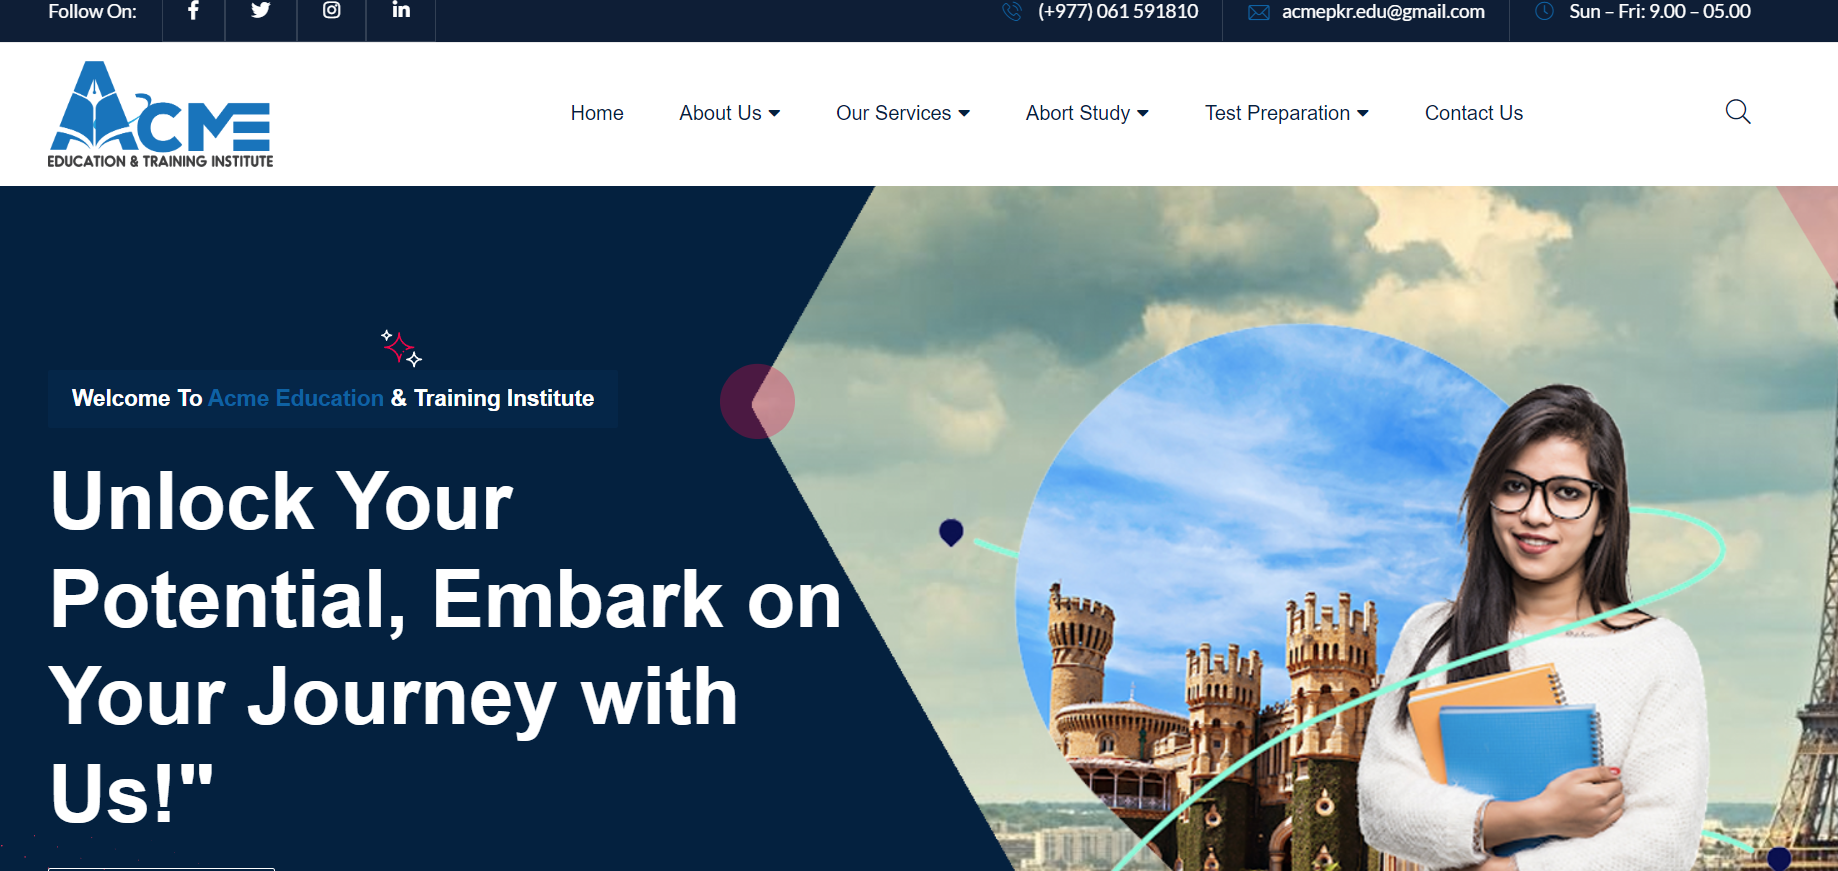 Follow On:
(+977) 061 591810
acmepkr.edu@gmail.com
Sun – Fri: 9.00 – 05.00
ACME
EDUCATION & TRAINING INSTITUTE
Home
About Us
Our Services
Abort Study
Test Preparation
Contact Us
Welcome To Acme Education & Training Institute
Unlock Your
Potential, Embark on
Your Journey with
Us!"